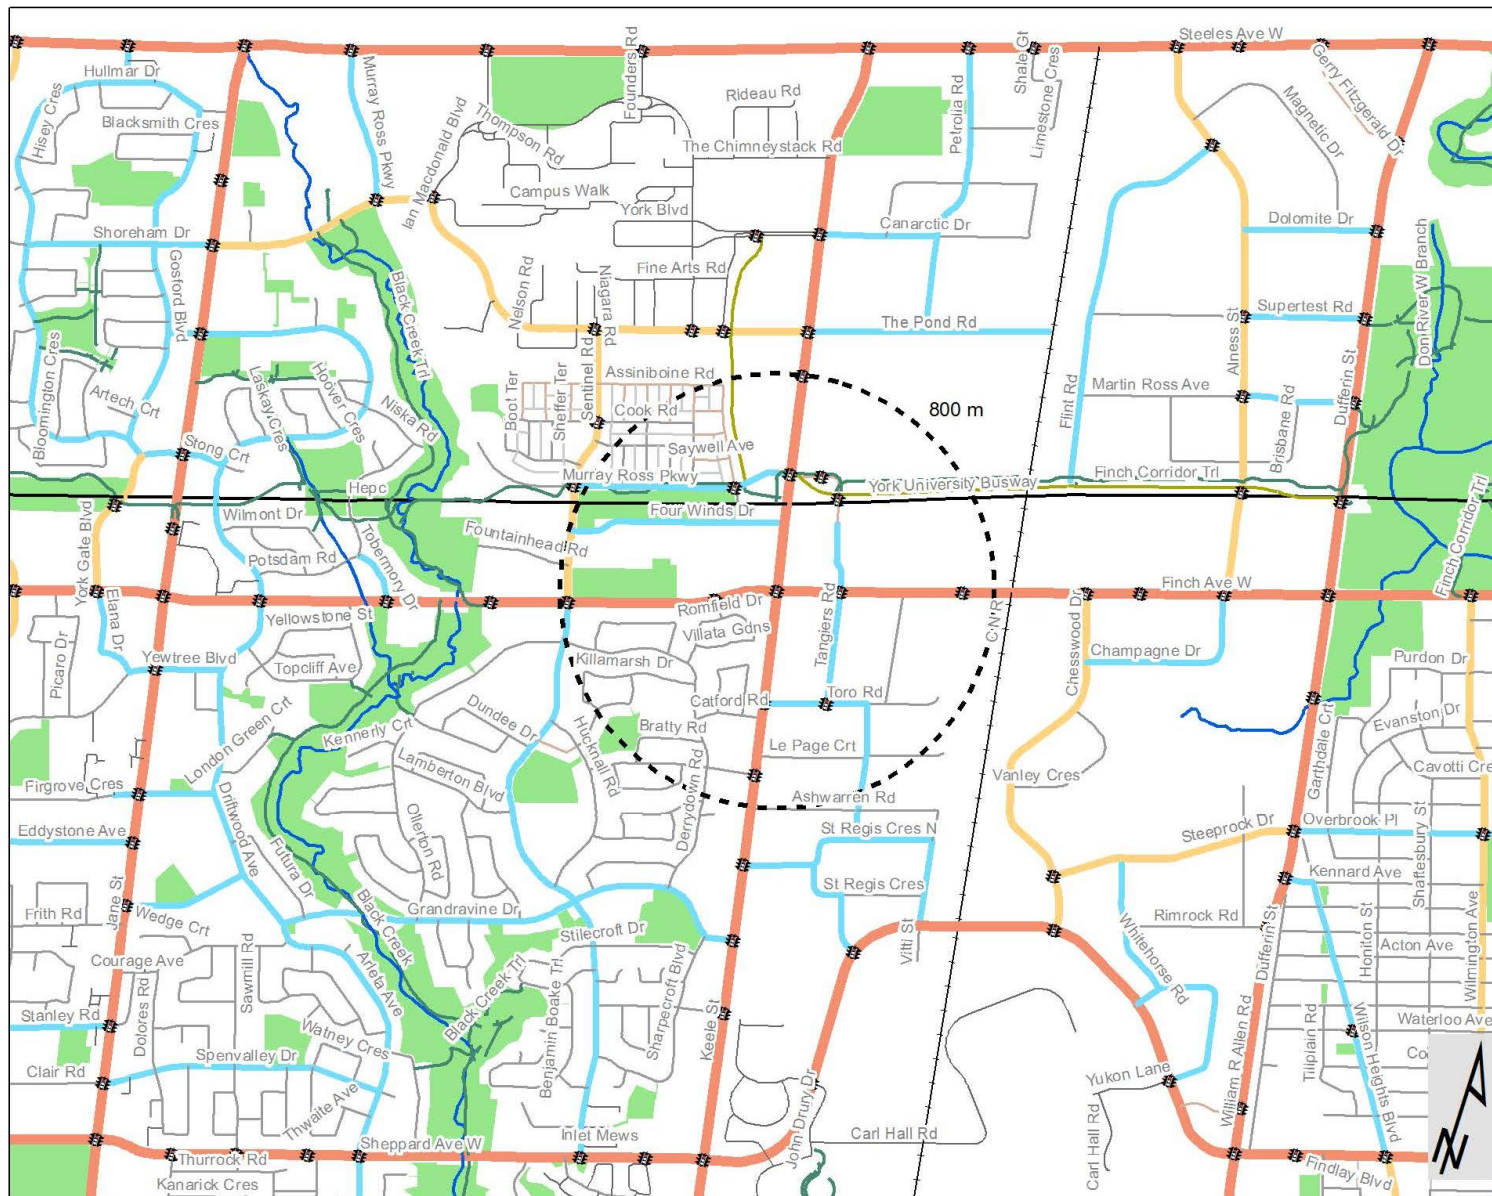 Steeles Ave W
Hullmar Dr
Hisey Cres
Blacksmith Cres
Murray Ross Pkwy
Ian Macdonald Blvd
Thompson Rd
Founders Rd
Rideau Rd
The Chimneystack Rd
Petrolia Rd
Shale Gt
Limestone Cres
Magnetic Dr
Gerry Fitzgerald Dr
Campus Walk
York Blvd
Canarctic Dr
Dolomite Dr
Shoreham Dr
Gosford Blvd
Black Creek Trl
Nelson Rd
Niagara Rd
Fine Arts Rd
The Pond Rd
Alness St
Supertest Rd
Don River W Branch
Bloomington Cres
Artech Crt
Laskay Cres
Hoover Cres
Niska Rd
Boot Ter
Sheffer Ter
Sentinel Rd
Assiniboine Rd
Cook Rd
Saywell Ave
800 m
Flint Rd
Martin Ross Ave
Brisbane Rd
Dufferin St
Stong Crt
Hepc
Murray Ross Pkwy
York University Busway
Finch Corridor Trl
York Gate Blvd
Wilmont Dr
Four Winds Dr
Fountainhead Rd
Potsdam Rd
Tobermory Dr
Finch Corridor Trl
Finch Ave W
Elana Dr
Yellowstone St
Romfield Dr
Villata Gdns
Tangiers Rd
C N R
Chesswood Dr
Champagne Dr
Picaro Dr
Yewtree Blvd
Topcliff Ave
Killamarsh Dr
Purdon Dr
London Green Crt
Kennerly Crt
Dundee Dr
Hucknall Rd
Catford Rd
Bratty Rd
Toro Rd
Evanston Dr
Garthdale Crt
Le Page Crt
Vanley Cres
Cavotti Cre
Firgrove Cres
Lamberton Blvd
Derrydown Rd
Ashwarren Rd
Driftwood Ave
Eddystone Ave
Ollerton Rd
St Regis Cres N
Steeprock Dr
Overbrook Pl
Shaftesbury St
Futura Dr
St Regis Cres
Kennard Ave
Jane St
Wedge Crt
Frith Rd
Black Creek
Grandravine Dr
Stilecroft Dr
Vitti St
Whitehorse Rd
Rimrock Rd
Dufferin St
Honiton St
Acton Ave
Wilmington Ave
Courage Ave
Sawmill Rd
Arleta Ave
Dolores Rd
Black Creek Trl
Benjamin Boake Trl
Sharpecroft Blvd
Keele St
Stanley Rd
Watney Cres
William R Allen Rd
Tillplain Rd
Wilson Heights Blvd
Waterloo Ave
Co
Spenvalley Dr
Clair Rd
Thwaite Ave
John Drury Dr
Yukon Lane
Carl Hall Rd
Carl Hall Rd
Inlet Mews
Sheppard Ave W
Thurrock Rd
Kanarick Cres
Findlay Blvd
N